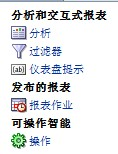 分析和交互式报表
分析
过滤器
[ab] 仪表盘提示
发布的报表
报表作业
可操作智能
操作